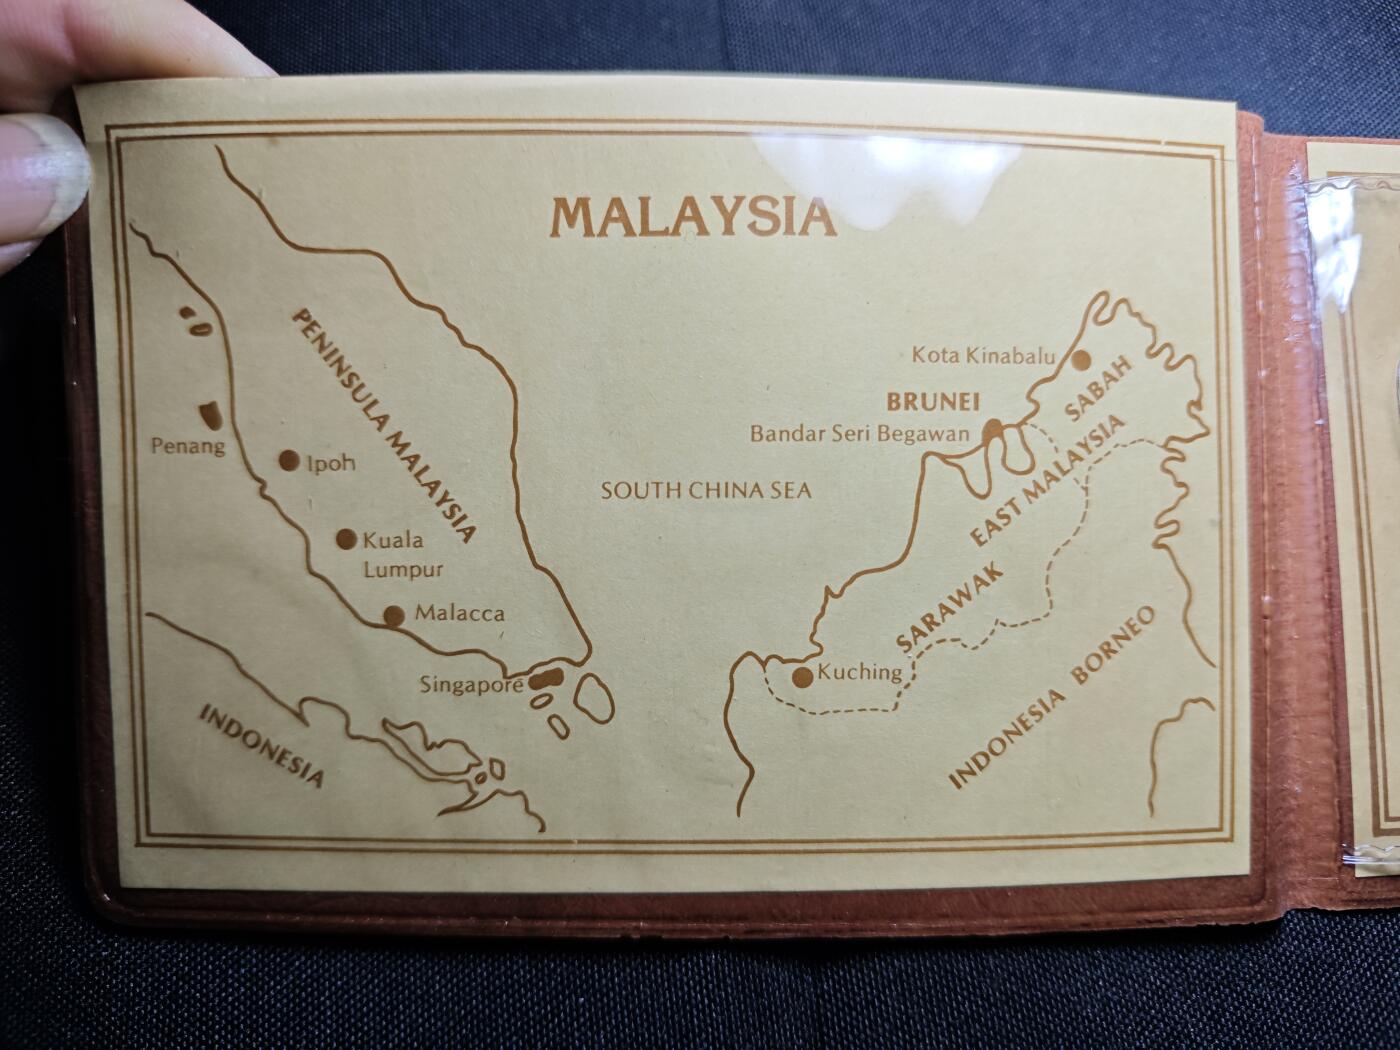 MALAYSIA
PENINSULA MALAYSIA
Penang
Ipoh
Kuala
Lumpur
Malacca
Singapore
INDONESIA
SOUTH CHINA SEA
Kota Kinabalu
BRUNEI
Bandar Seri Begawan
SABAH
EAST MALAYSIA
SARAWAK
Kuching
INDONESIA BORNEO